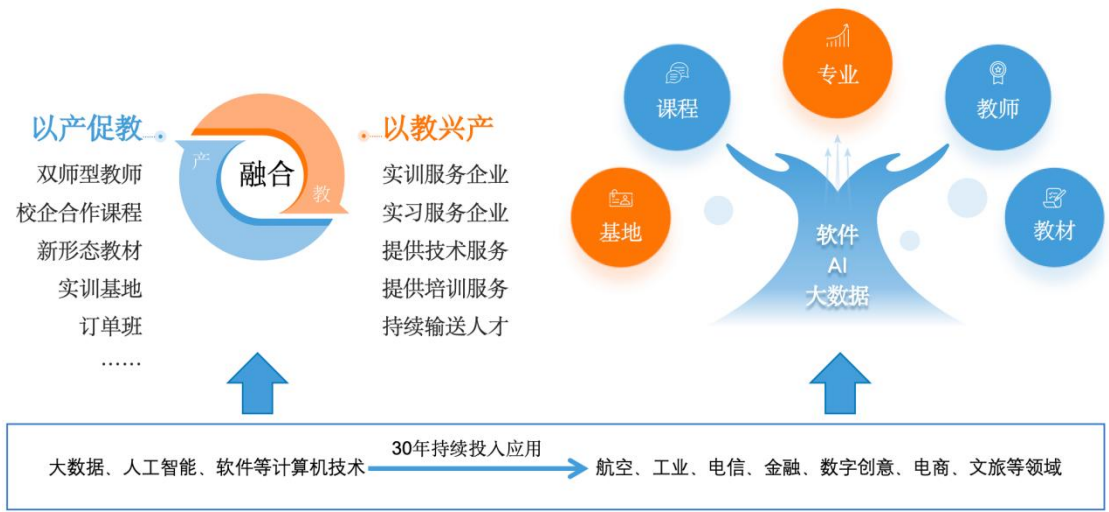 以产促教
双师型教师
校企合作课程
新形态教材
实训基地
订单班
……
产
融合
教
以教兴产
实训服务企业
实习服务企业
提供技术服务
提供培训服务
持续输送人才
基地
课程
专业
教师
教材
软件
AI
大数据
大数据、人工智能、软件等计算机技术
30年持续投入应用
航空、工业、电信、金融、数字创意、电商、文旅等领域